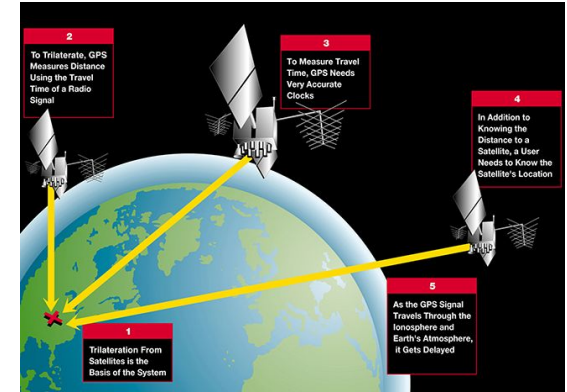 1
Trilateration From
Satellites is the
Basis of the System
2
To Trilaterate, GPS
Measures Distance
Using the Travel
Time of a Radio
Signal
3
To Measure Travel
Time, GPS Needs
Very Accurate
Clocks
4
In Addition to
Knowing the
Distance to a
Satellite, a User
Needs to Know the
Satellite's Location
5
As the GPS Signal
Travels Through the
Ionosphere and
Earth's Atmosphere,
it Gets Delayed